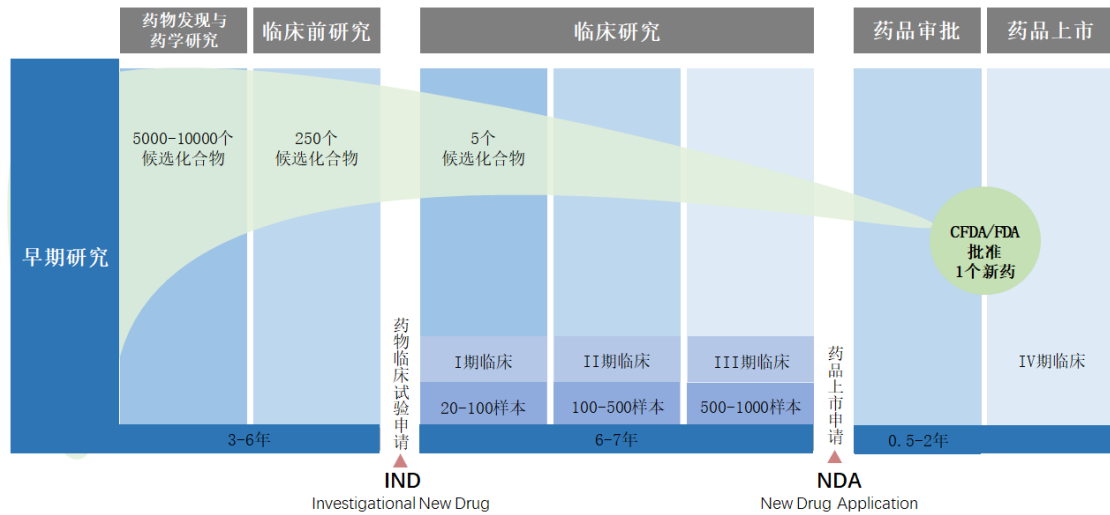 药物发现与
药学研究
临床前研究
临床研究
药品审批
药品上市
早期研究
5000-10000个
候选化合物
250个
候选化合物
5个
候选化合物
CFDA/FDA
批准
1个新药
药物临床试验申请
药品上市申请
I期临床
II期临床
III期临床
IV期临床
20-100样本
100-500样本
500-1000样本
3-6年
6-7年
0.5-2年
IND
Investigational New Drug
NDA
New Drug Application